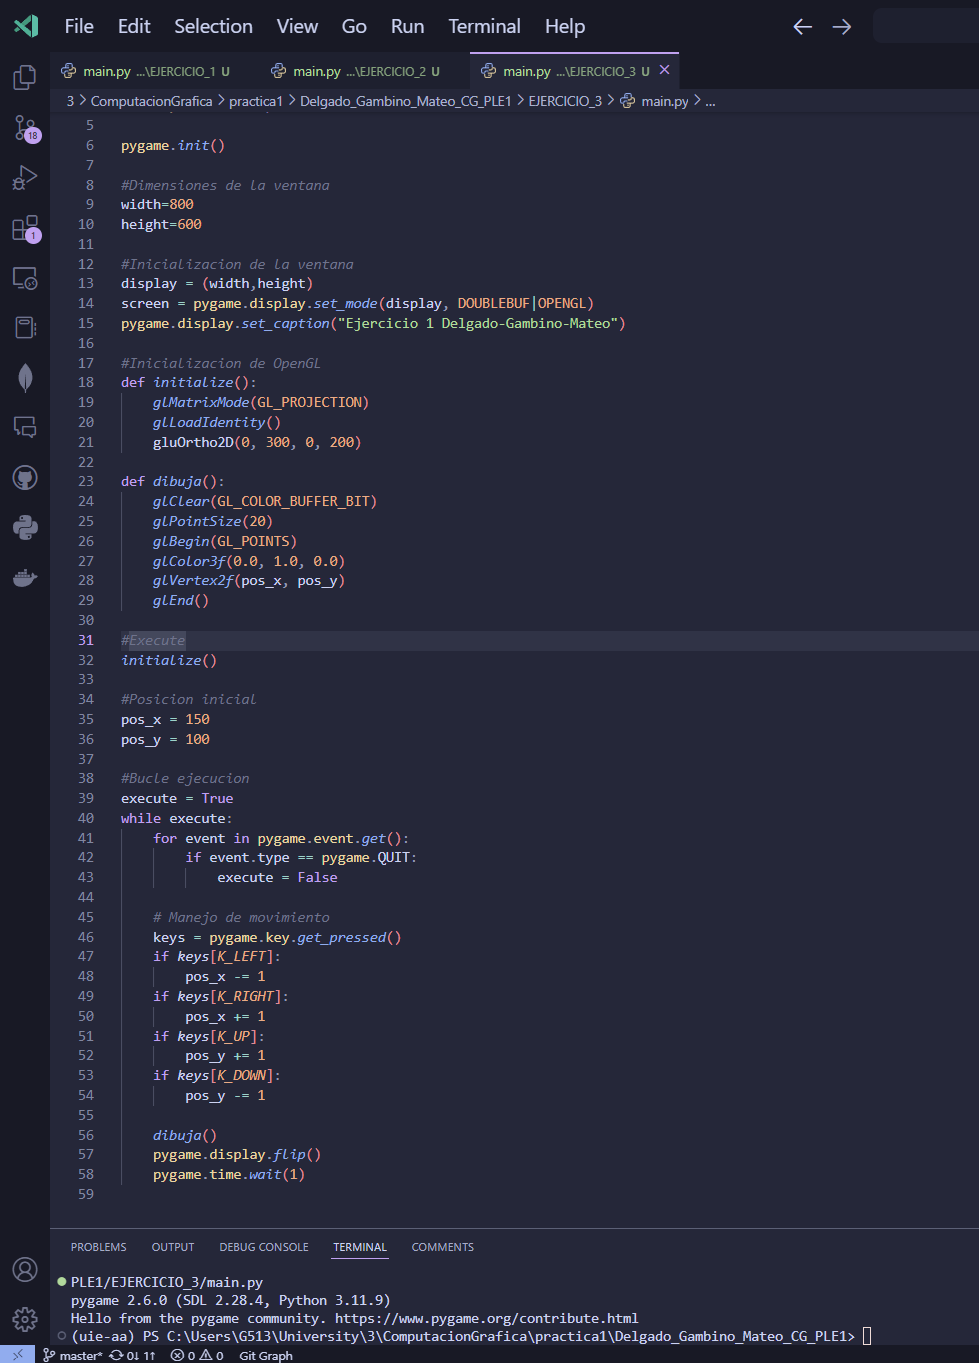 File Edit Selection View Go Run Terminal Help
main.py ...\EJERCICIO_1 U main.py ...\EJERCICIO_2 U main.py ...\EJERCICIO_3 U
3 > ComputacionGrafica > practica1 > Delgado_Gambino_Mateo_CG_PLE1 > EJERCICIO_3 > main.py > ...
5
6 pygame.init()
7
8 #Dimensiones de la ventana
9 width=800
10 height=600
11
12 #Inicializacion de la ventana
13 display = (width,height)
14 screen = pygame.display.set_mode(display, DOUBLEBUF|OPENGL)
15 pygame.display.set_caption("Ejercicio 1 Delgado-Gambino-Mateo")
16
17 #Inicializacion de OpenGL
18 def initialize():
19 glMatrixMode(GL_PROJECTION)
20 glLoadIdentity()
21 gluOrtho2D(0, 300, 0, 200)
22
23 def dibuja():
24 glClear(GL_COLOR_BUFFER_BIT)
25 glPointSize(20)
26 glBegin(GL_POINTS)
27 glColor3f(0.0, 1.0, 0.0)
28 glVertex2f(pos_x, pos_y)
29 glEnd()
30
31 #Execute
32 initialize()
33
34 #Posicion inicial
35 pos_x = 150
36 pos_y = 100
37
38 #Bucle ejecucion
39 execute = True
40 while execute:
41 for event in pygame.event.get():
42 if event.type == pygame.QUIT:
43 execute = False
44
45 # Manejo de movimiento
46 keys = pygame.key.get_pressed()
47 if keys[K_LEFT]:
48 pos_x -= 1
49 if keys[K_RIGHT]:
50 pos_x += 1
51 if keys[K_UP]:
52 pos_y += 1
53 if keys[K_DOWN]:
54 pos_y -= 1
55
56 dibuja()
57 pygame.display.flip()
58 pygame.time.wait(1)
59
18
1
PROBLEMS OUTPUT DEBUG CONSOLE TERMINAL COMMENTS
PLE1/EJERCICIO_3/main.py
pygame 2.6.0 (SDL 2.28.4, Python 3.11.9)
Hello from the pygame community. https://www.pygame.org/contribute.html
(uie-aa) PS C:\Users\G513\University\3\ComputacionGrafica\practica1\Delgado_Gambino_Mateo_CG_PLE1>
master* 0↓ 1↑ 0 0 Git Graph